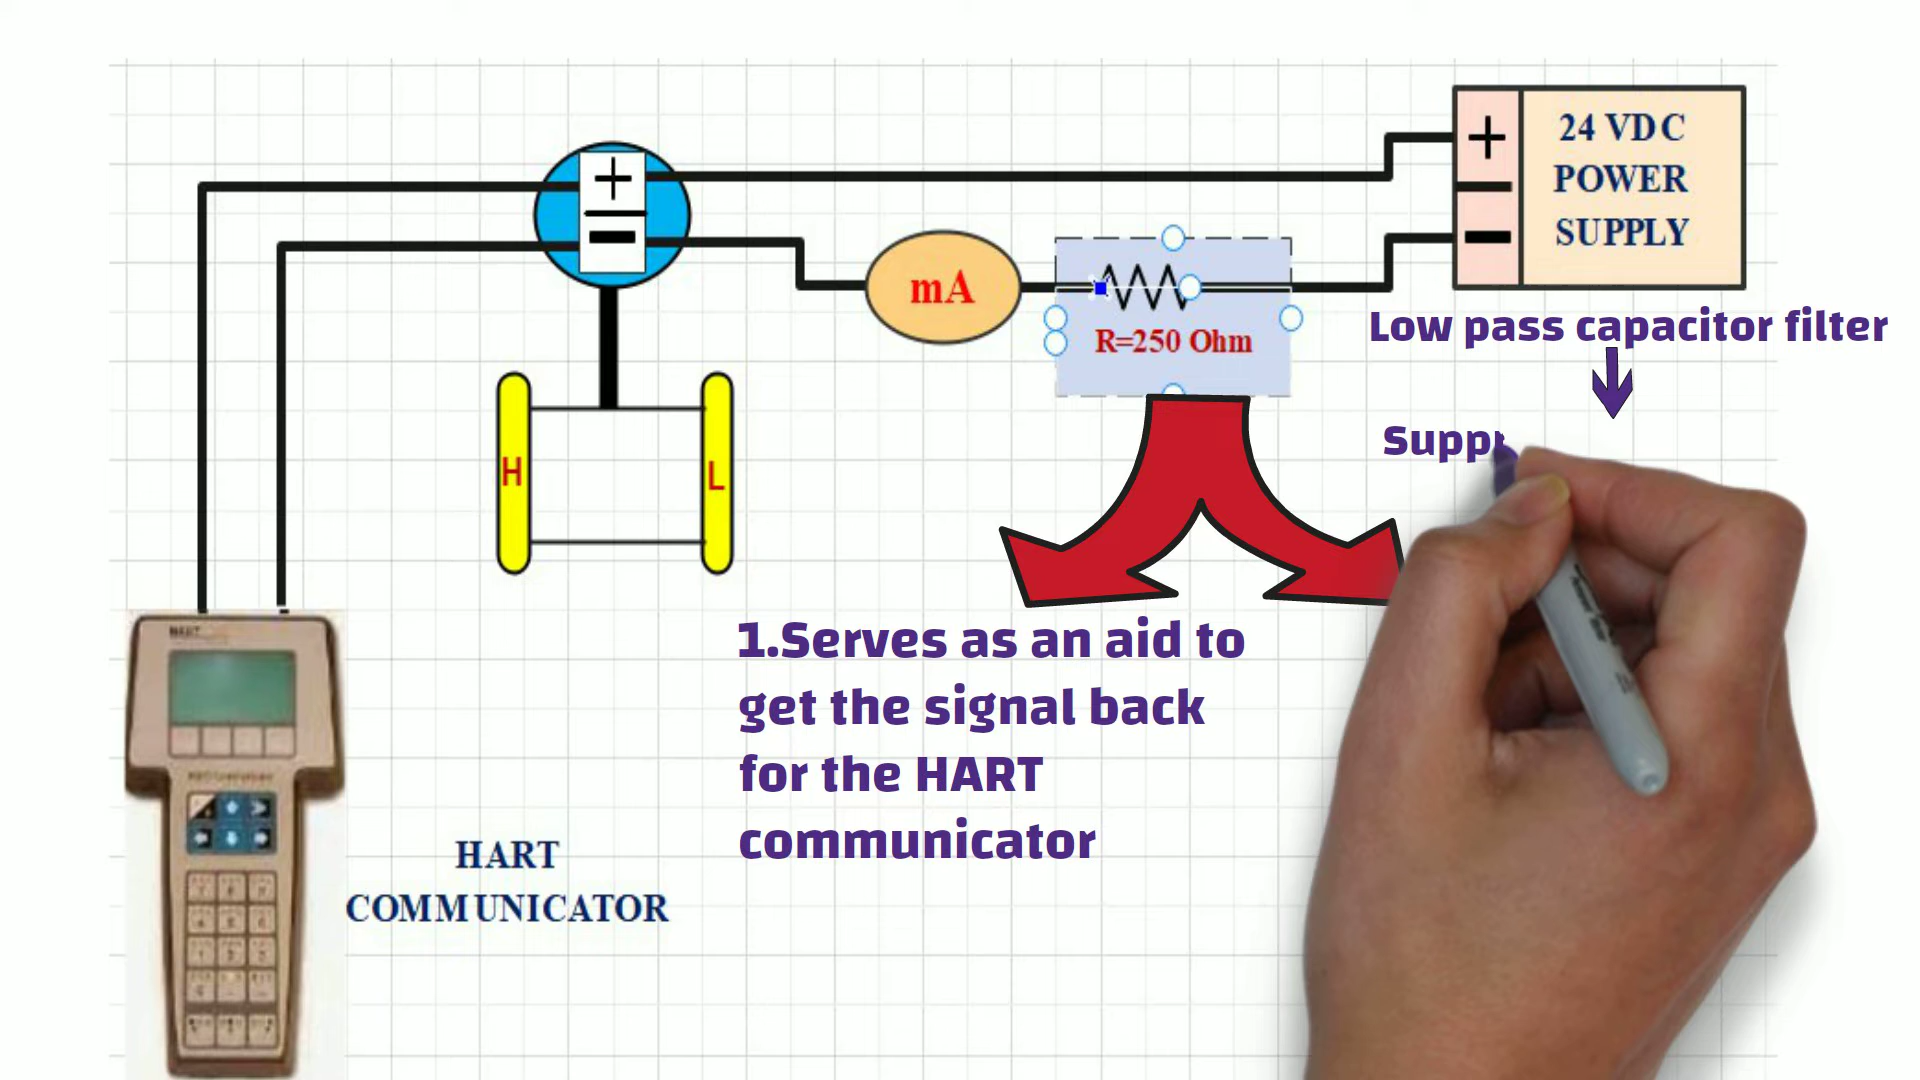 +
24 VDC
POWER
SUPPLY
+
mA
R=250 Ohm
Low pass capacitor filter
H
L
1.Serves as an aid to
get the signal back
for the HART
communicator
HART
HART
COMMUNICATOR